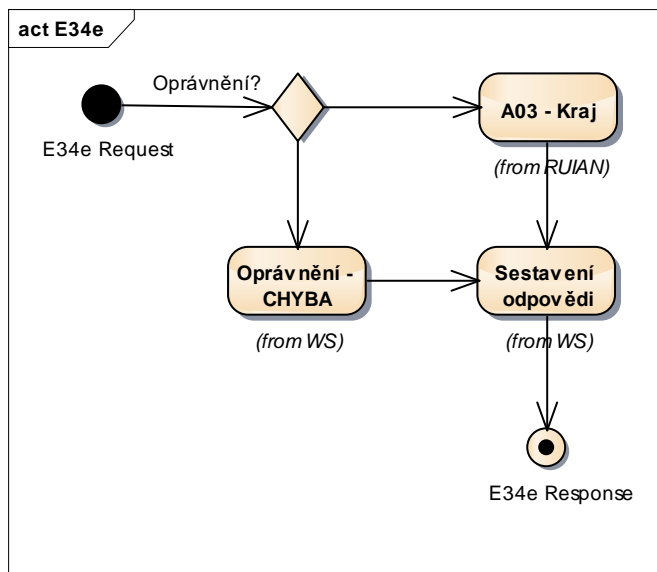 act E34e
Oprávnění?
E34e Request
A03 - Kraj
(from RUIAN)
Oprávnění -
CHYBA
(from WS)
Sestavení
odpovědi
(from WS)
E34e Response